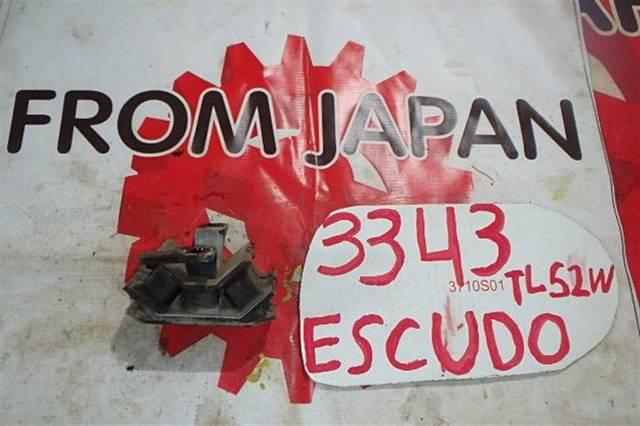 FROM JAPAN
3343
3710S01 TL52W
ESCUDO